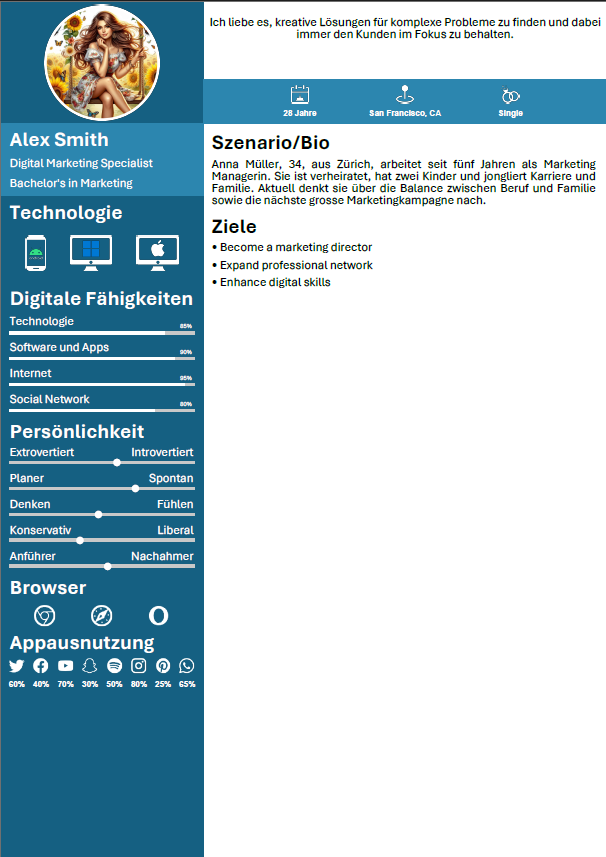 Ich liebe es, kreative Lösungen für komplexe Probleme zu finden und dabei
immer den Kunden im Fokus zu behalten.
28 Jahre
San Francisco, CA
Single
Alex Smith
Digital Marketing Specialist
Bachelor's in Marketing
Technologie
Digitale Fähigkeiten
Technologie
85%
Software und Apps
90%
Internet
95%
Social Network
80%
Persönlichkeit
Extrovertiert Introvertiert
Planer Spontan
Denken Fühlen
Konservativ Liberal
Anführer Nachahmer
Browser
Appausnutzung
60% 40% 70% 30% 50% 80% 25% 65%
Szenario/Bio
Anna Müller, 34, aus Zürich, arbeitet seit fünf Jahren als Marketing
Managerin. Sie ist verheiratet, hat zwei Kinder und jongliert Karriere und
Familie. Aktuell denkt sie über die Balance zwischen Beruf und Familie
sowie die nächste grosse Marketingkampagne nach.
Ziele
• Become a marketing director
• Expand professional network
• Enhance digital skills